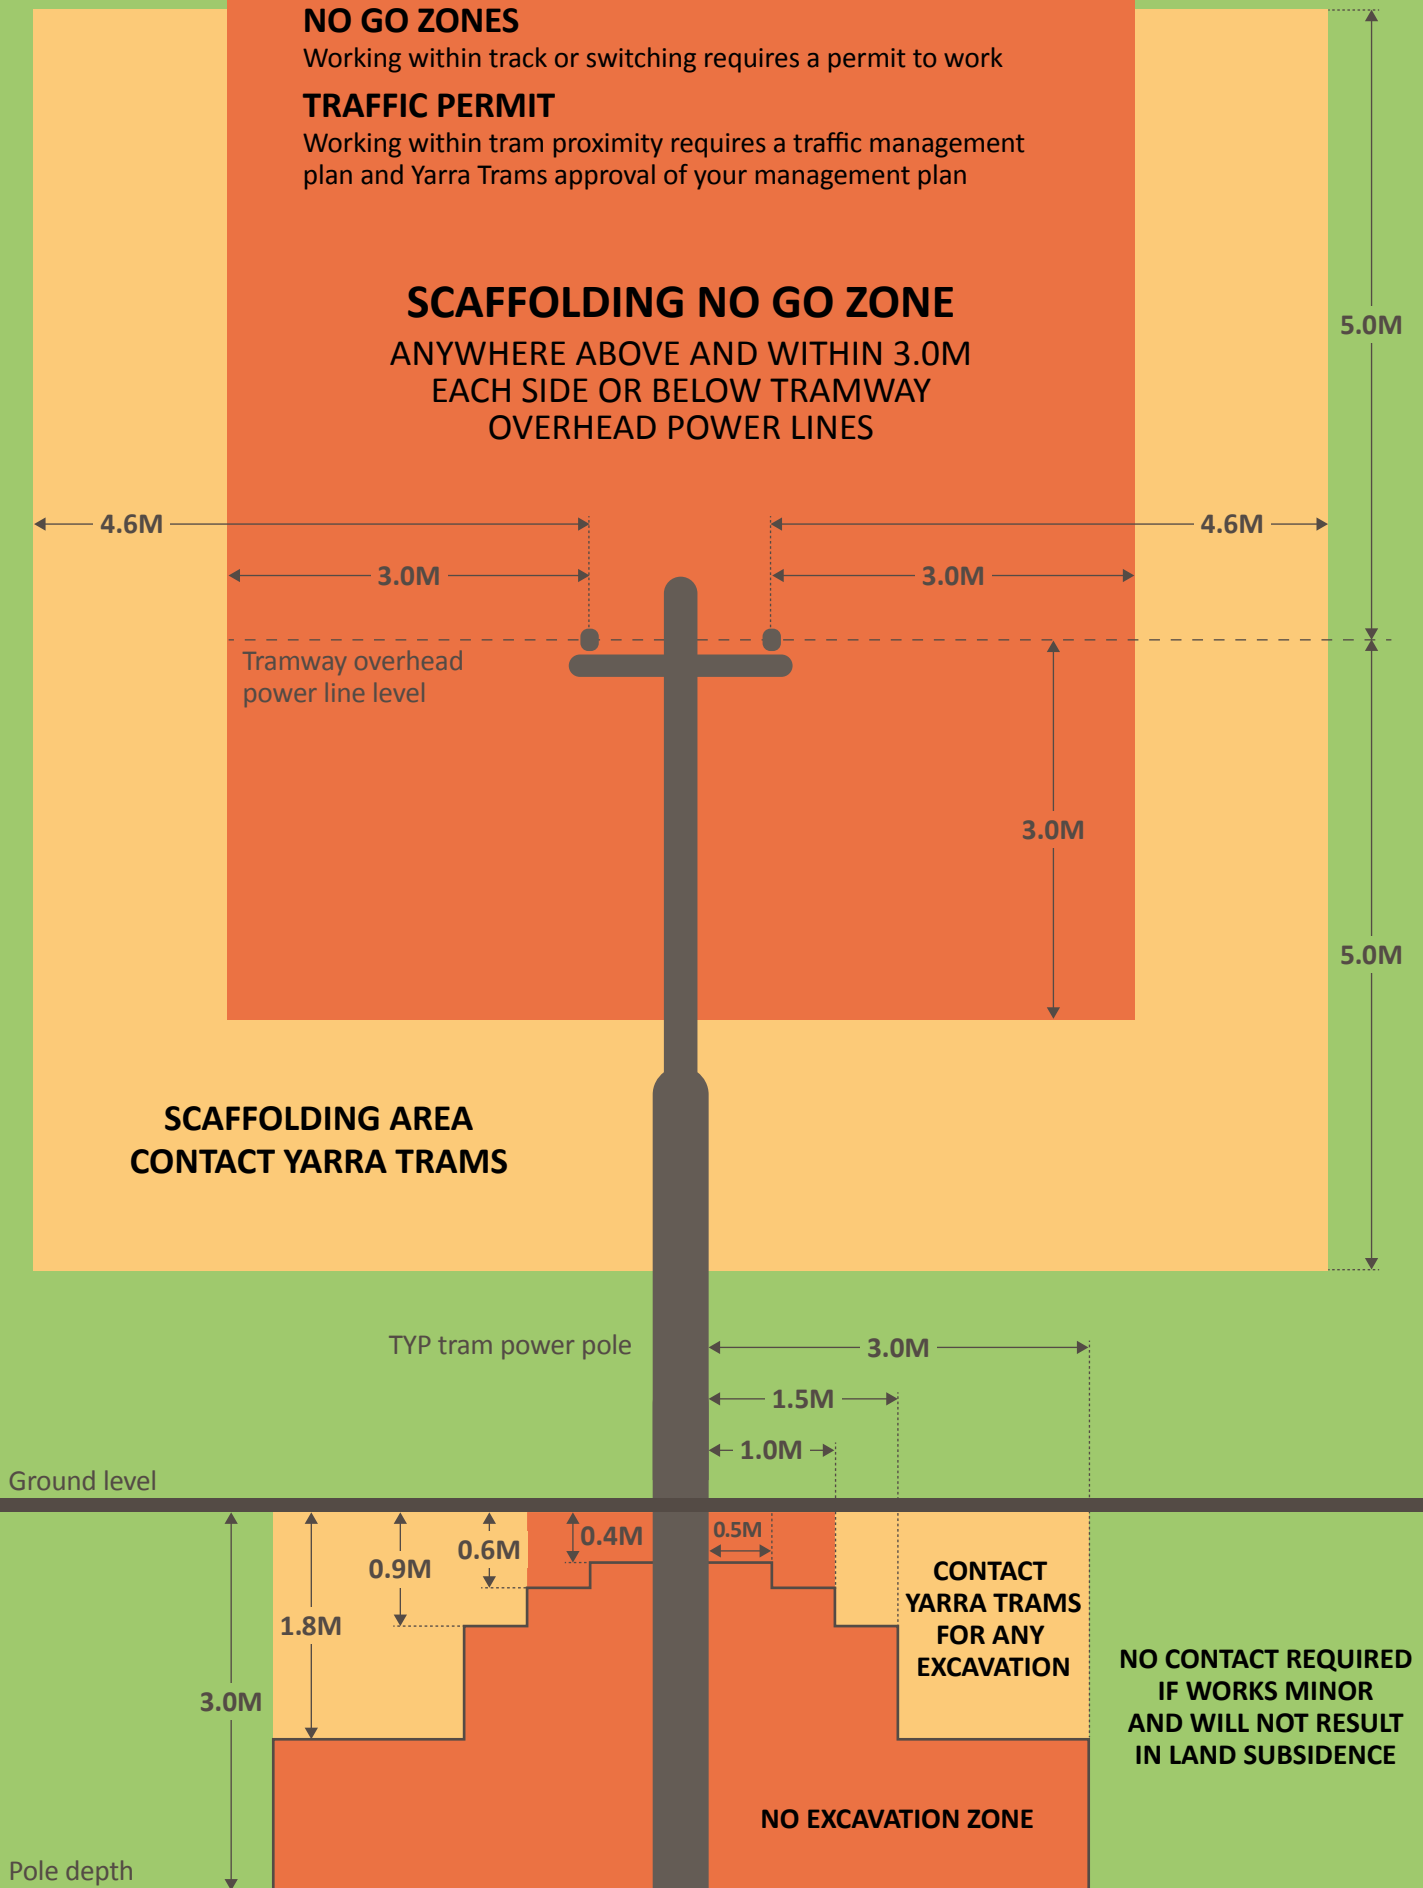 NO GO ZONES
Working within track or switching requires a permit to work
TRAFFIC PERMIT
Working within tram proximity requires a traffic management
plan and Yarra Trams approval of your management plan
SCAFFOLDING NO GO ZONE
ANYWHERE ABOVE AND WITHIN 3.0M
EACH SIDE OR BELOW TRAMWAY
OVERHEAD POWER LINES
5.0M
4.6M
4.6M
3.0M
3.0M
Tramway overhead
power line level
3.0M
5.0M
SCAFFOLDING AREA
CONTACT YARRA TRAMS
TYP tram power pole
3.0M
1.5M
1.0M
Ground level
0.4M
0.5M
0.6M
0.9M
1.8M
3.0M
CONTACT
YARRA TRAMS
FOR ANY
EXCAVATION
NO CONTACT REQUIRED
IF WORKS MINOR
AND WILL NOT RESULT
IN LAND SUBSIDENCE
NO EXCAVATION ZONE
Pole depth